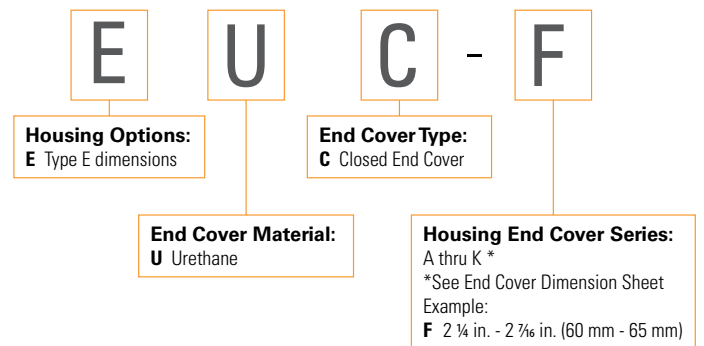 E U C - F
Housing Options:
E Type E dimensions
End Cover Type:
C Closed End Cover
End Cover Material:
U Urethane
Housing End Cover Series:
A thru K *
*See End Cover Dimension Sheet
Example:
F 2 ¼ in. - 2 7⁄16 in. (60 mm - 65 mm)